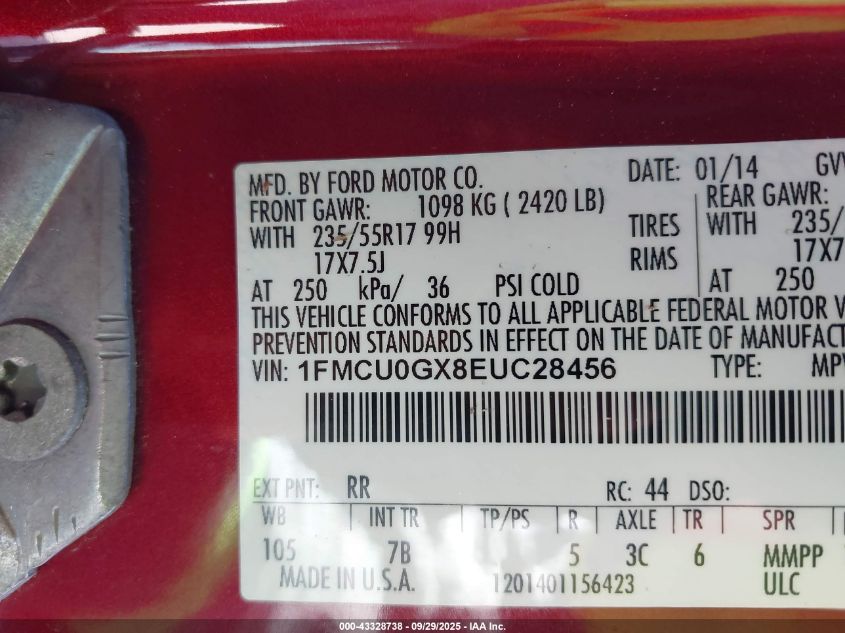 MFD. BY FORD MOTOR CO. DATE: 01/14
FRONT GAWR: 1098 KG ( 2420 LB) REAR GAWR:
WITH 235/55R17 99H TIRES WITH 235/
17X7.5J RIMS 17X7
AT 250 kPa/ 36 PSI COLD AT 250
THIS VEHICLE CONFORMS TO ALL APPLICABLE FEDERAL MOTOR
PREVENTION STANDARDS IN EFFECT ON THE DATE OF
VIN: 1FMCU0GX8EUC28456 TYPE: MPV
EXT PNT: RR RC: 44 DSO:
WB INT TR TP/PS R AXLE TR SPR
105 7B 5 3C 6 MMPP
MADE IN U.S.A. 1201401156423 ULC
000-43328738 - 09/29/2025 - IAA Inc.